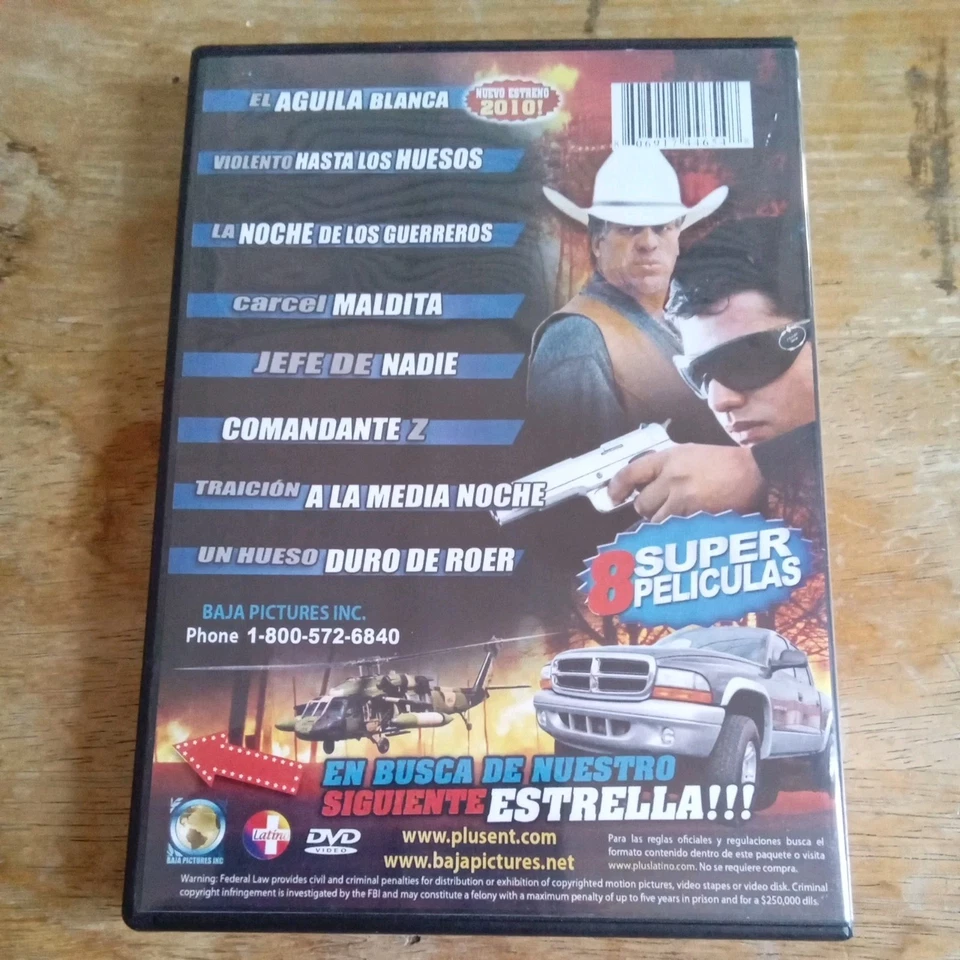 EL AGUILA BLANCA
NUEVO ESTRENO
2010!
VIOLENTO HASTA LOS HUESOS
LA NOCHE DE LOS GUERREROS
carcel MALDITA
JEFE DE NADIE
COMANDANTE Z
TRAICIÓN A LA MEDIA NOCHE
UN HUESO DURO DE ROER
8 SUPER
PELICULAS
BAJA PICTURES INC.
Phone 1-800-572-6840
EN BUSCA DE NUESTRO
SIGUIENTE ESTRELLA!!!
BAJA PICTURES INC
DVD
VIDEO
www.plusent.com
www.bajapictures.net
Para las reglas oficiales y regulaciones busca el
formato contenido dentro de este paquete o visita
www.pluslatino.com. No se requiere compra.
Warning: Federal Law provides civil and criminal penalties for distribution or exhibition of copyrighted motion pictures, video stapes or video disk. Criminal
copyright infringement is investigated by the FBI and may constitute a felony with a maximum penalty of up to five years in prison and for a $250,000 dlls.